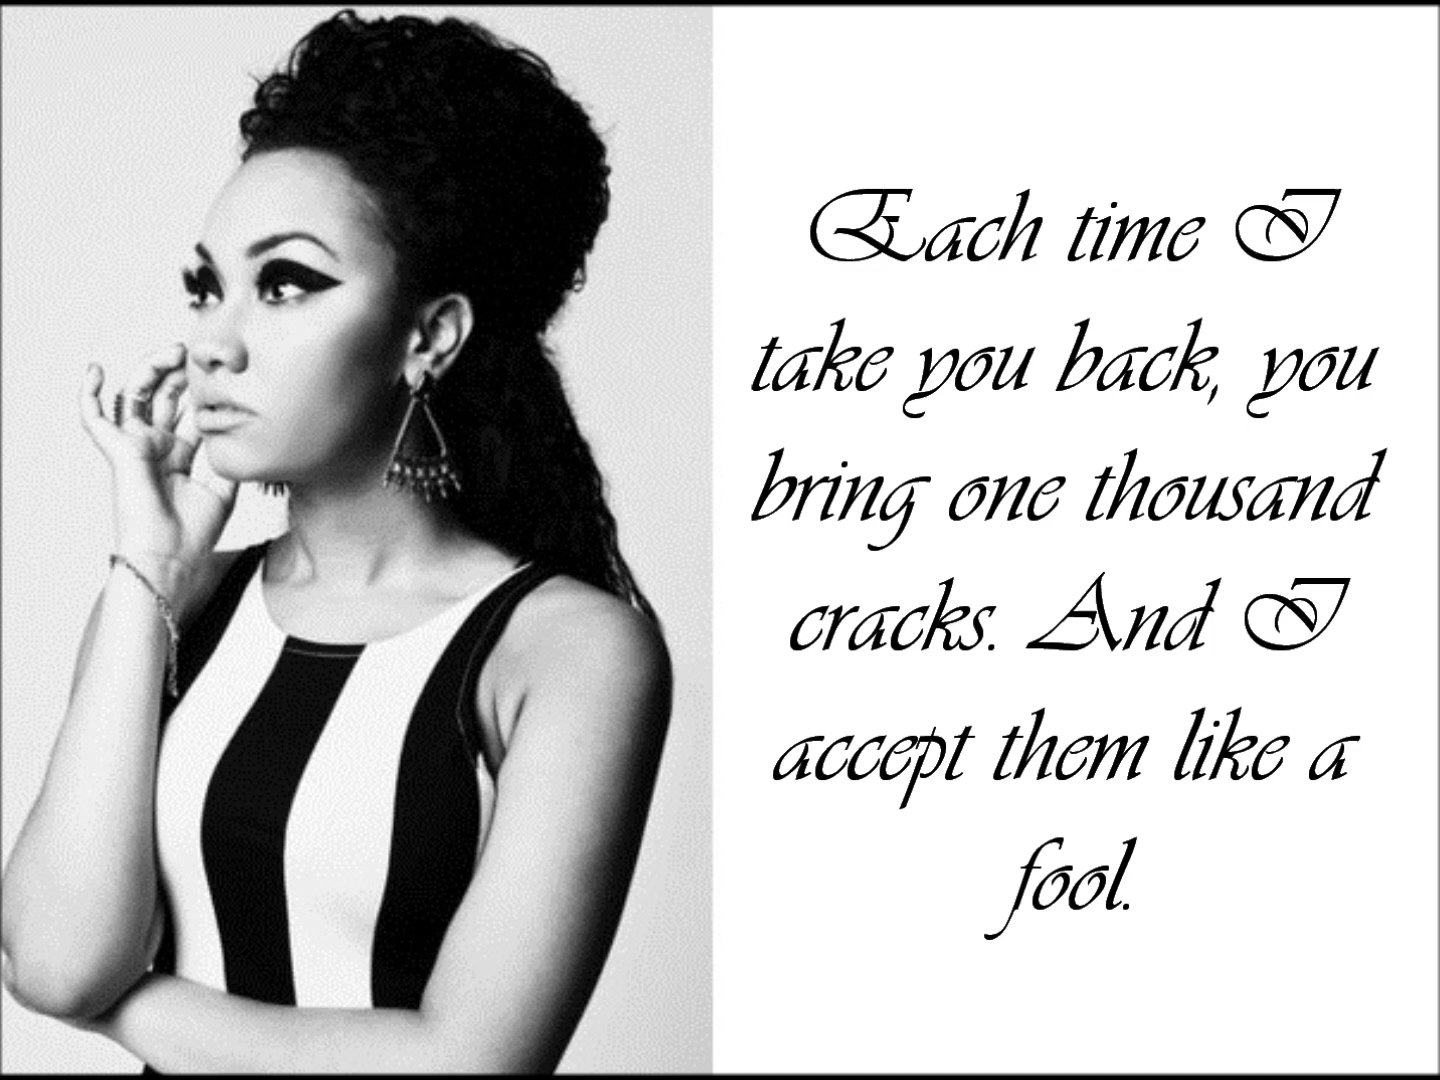 Each time I
take you back, you
bring one thousand
cracks. And I
accept them like a
fool.